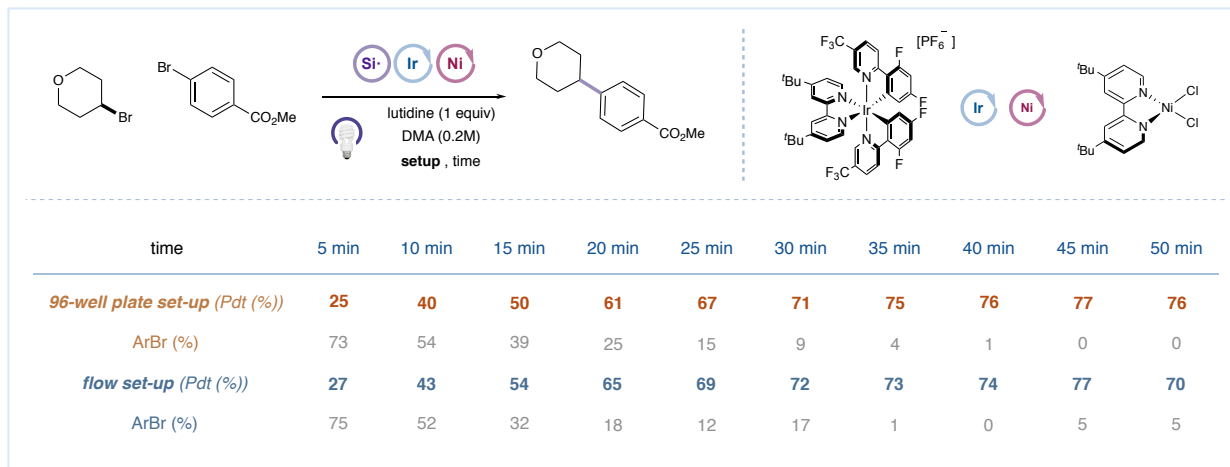 O
Br
Br
CO2Me
Si· Ir Ni
lutidine (1 equiv)
DMA (0.2M)
setup , time
O
CO2Me
[PF6–]
F3C
F
F
N
tBu
N
Ir
N
tBu
F
N
F
F3C
Ir Ni
tBu
N
Cl
Ni
N
Cl
tBu
time 5 min 10 min 15 min 20 min 25 min 30 min 35 min 40 min 45 min 50 min
96-well plate set-up (Pdt (%)) 25 40 50 61 67 71 75 76 77 76
ArBr (%) 73 54 39 25 15 9 4 1 0 0
flow set-up (Pdt (%)) 27 43 54 65 69 72 73 74 77 70
ArBr (%) 75 52 32 18 12 17 1 0 5 5